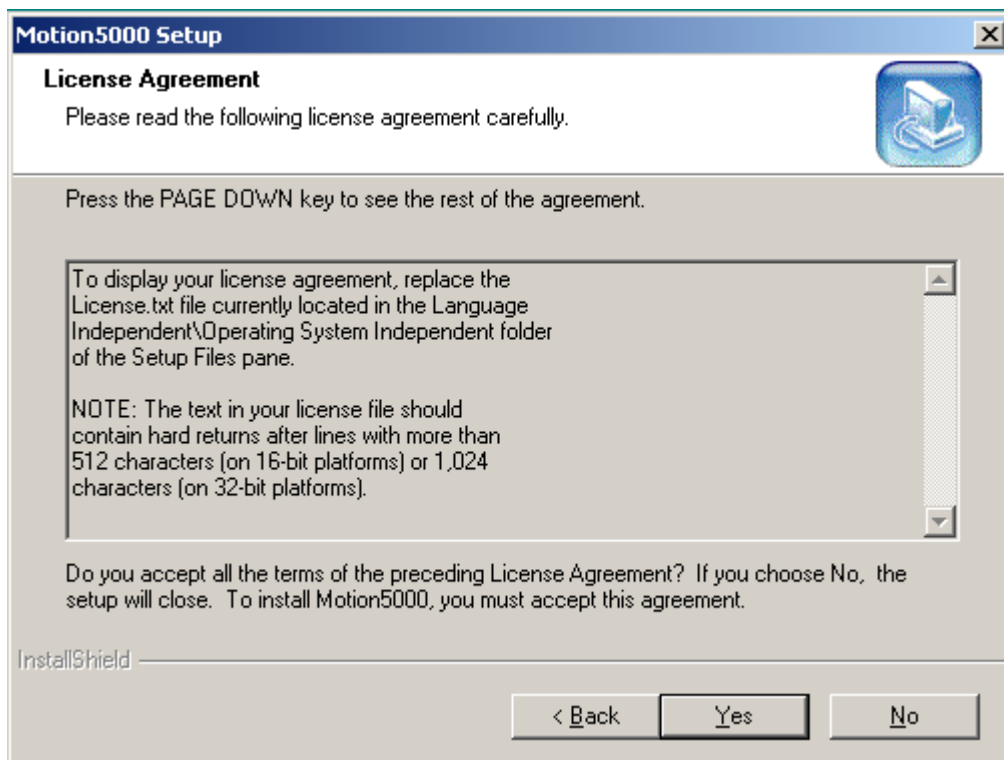 Motion5000 Setup
License Agreement
Please read the following license agreement carefully.
Press the PAGE DOWN key to see the rest of the agreement.
To display your license agreement, replace the
License.txt file currently located in the Language
Independent\Operating System Independent folder
of the Setup Files pane.
NOTE: The text in your license file should
contain hard returns after lines with more than
512 characters (on 16-bit platforms) or 1,024
characters (on 32-bit platforms).
Do you accept all the terms of the preceding License Agreement?  If you choose No,  the
setup will close.  To install Motion5000, you must accept this agreement.
InstallShield
< Back Yes No